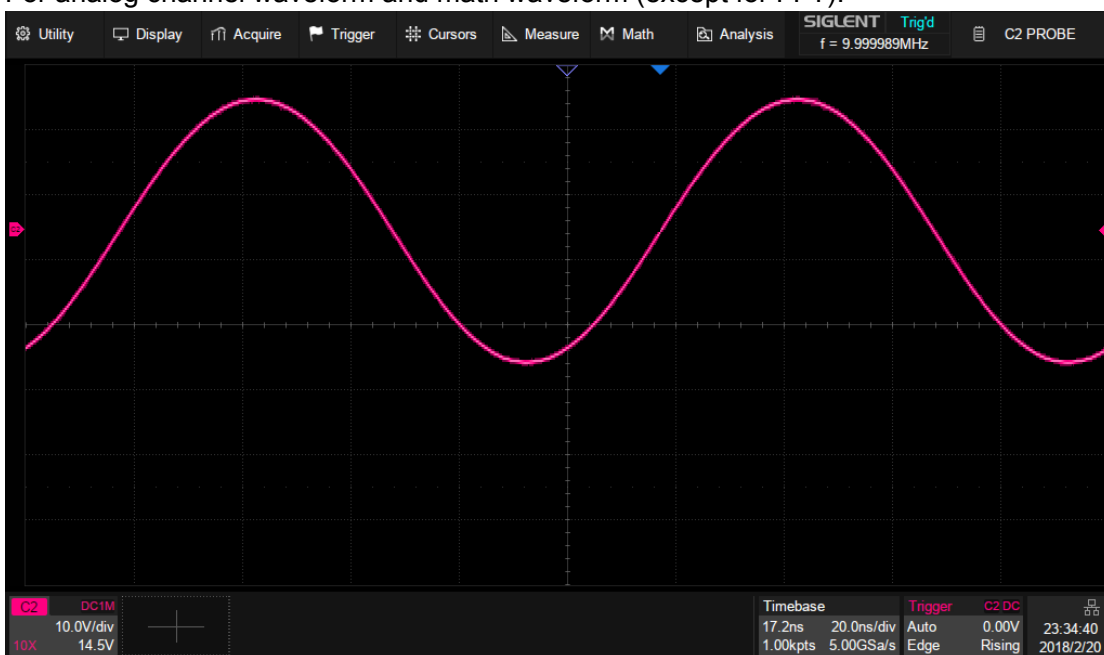 Utility Display Acquire Trigger Cursors Measure Math Analysis SIGLENT Trig'd C2 PROBE
f = 9.999989MHz
C2 DC1M
10.0V/div
10X 14.5V
Timebase
17.2ns 20.0ns/div
1.00kpts 5.00GSa/s
Trigger C2 DC
Auto 0.00V
Edge Rising
23:34:40
2018/2/20